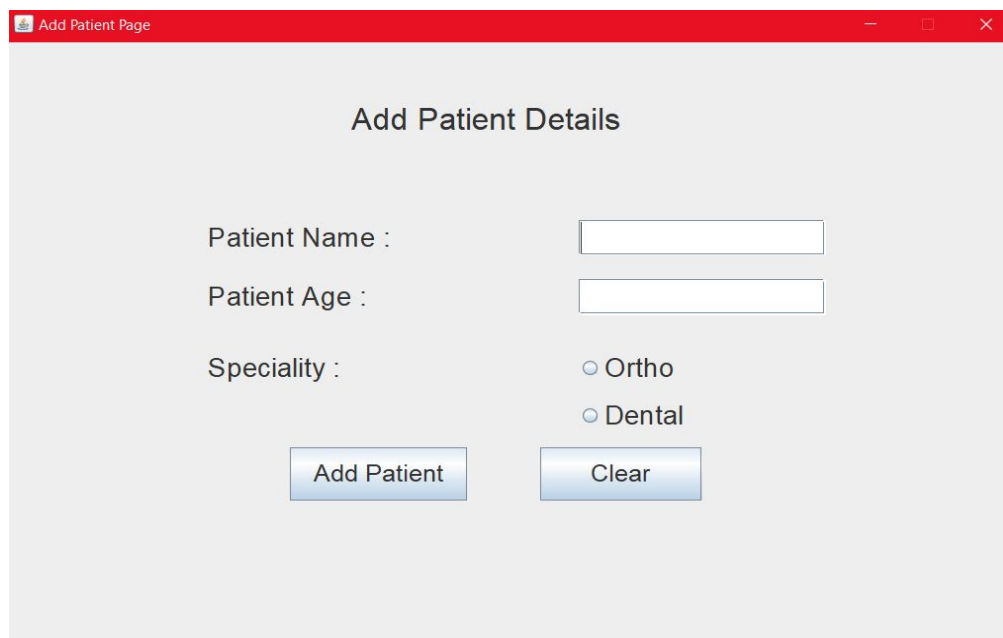 Add Patient Page
Add Patient Details
Patient Name :
Patient Age :
Speciality :
Ortho
Dental
Add Patient
Clear